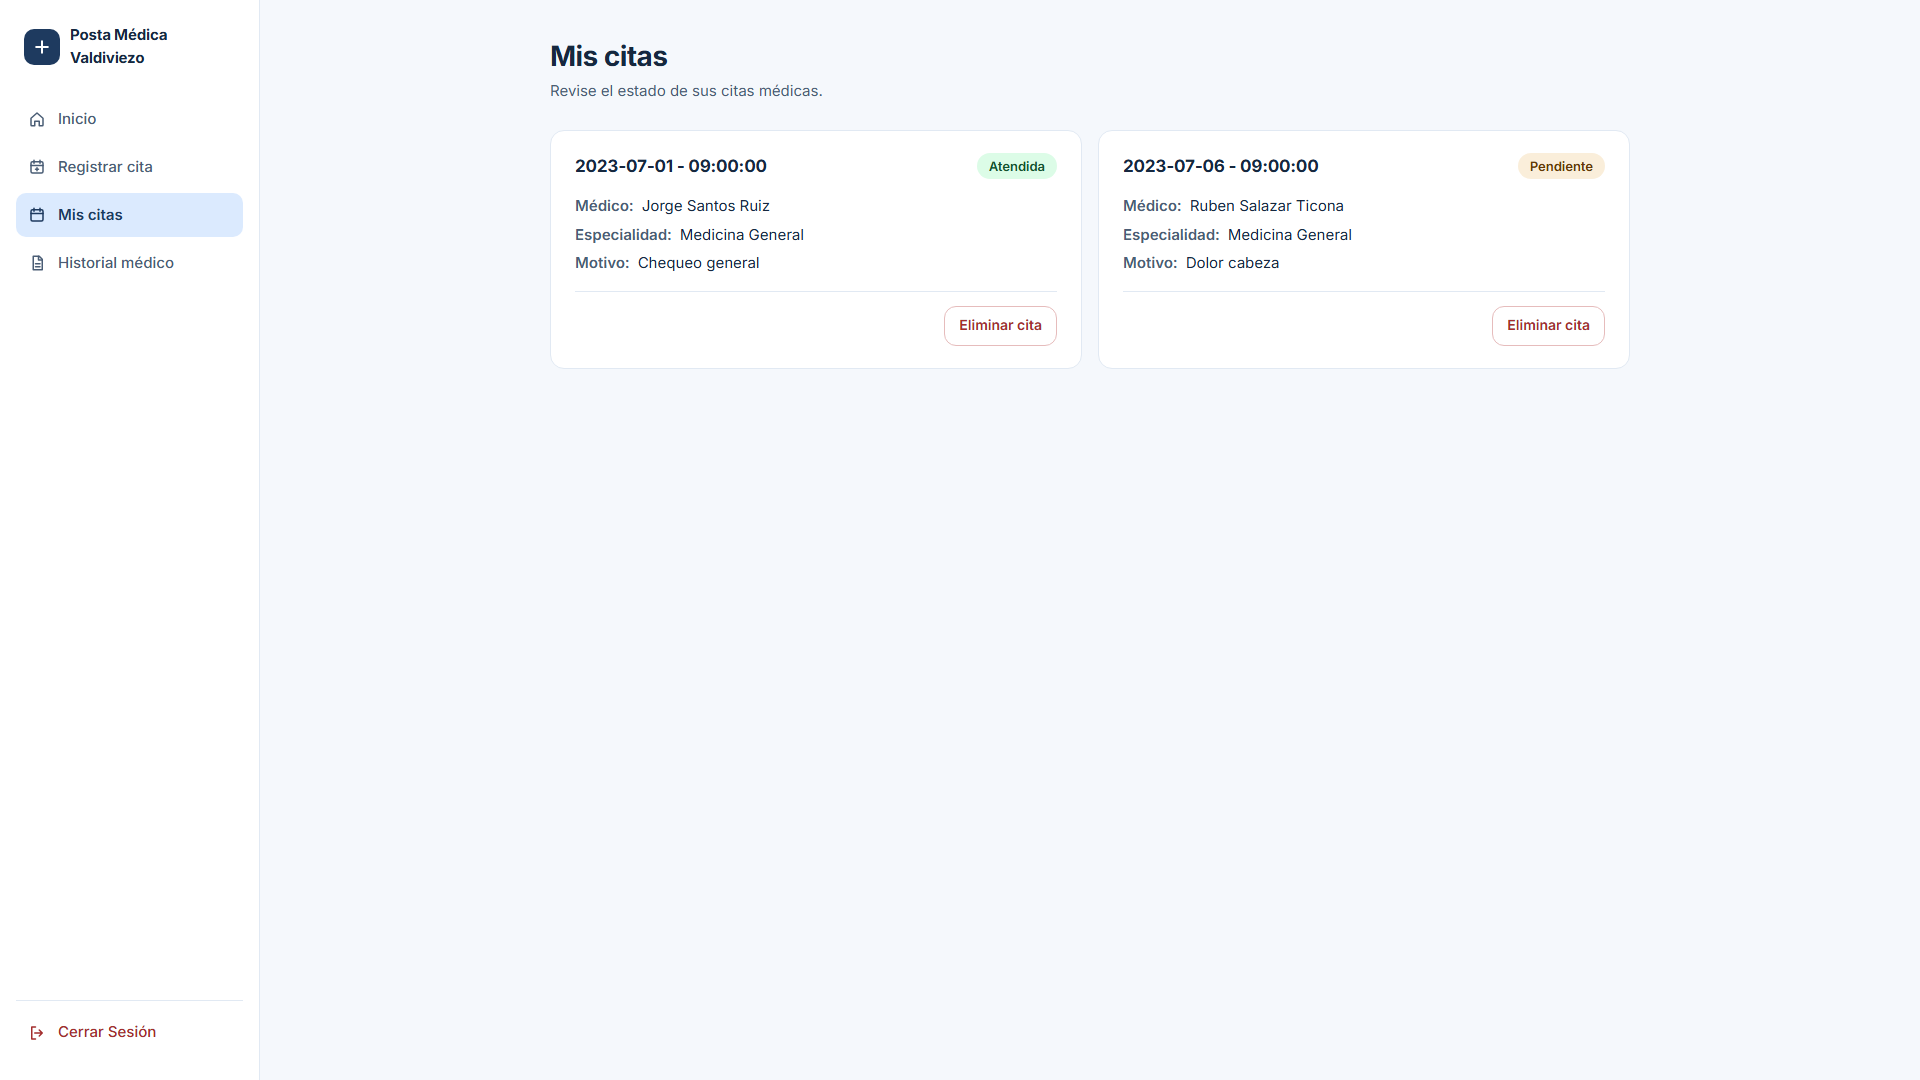 Posta Médica
Valdiviezo
Inicio
Registrar cita
Mis citas
Historial médico
Cerrar Sesión
Mis citas
Revise el estado de sus citas médicas.
2023-07-01 - 09:00:00
Atendida
Médico: Jorge Santos Ruiz
Especialidad: Medicina General
Motivo: Chequeo general
Eliminar cita
2023-07-06 - 09:00:00
Pendiente
Médico: Ruben Salazar Ticona
Especialidad: Medicina General
Motivo: Dolor cabeza
Eliminar cita